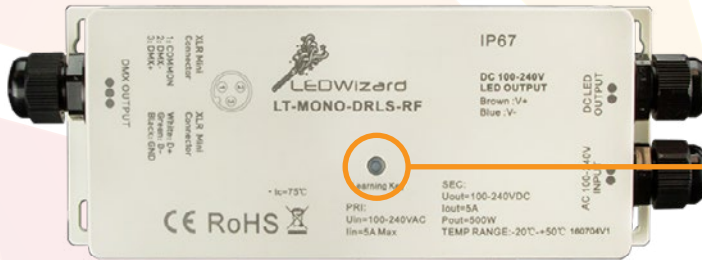 IP67
LEDWizard
LT-MONO-DRLS-RF
DC 100-240V
LED OUTPUT
Brown :V+
Blue :V-
DC LED
OUTPUT
AC 100-240V
INPUT
XLR Mini
Connector
1: COMMON
2: DMX-
3: DMX+
DMX OUTPUT
XLR Mini
Connector
White: D+
Green: D-
Black: GND
Learning Key
* tc=75℃
CE RoHS
PRI:
Uin=100-240VAC
Iin=5A Max
SEC:
Uout=100-240VDC
Iout=5A
Pout=500W
TEMP RANGE:-20℃-+50℃ 160704V1